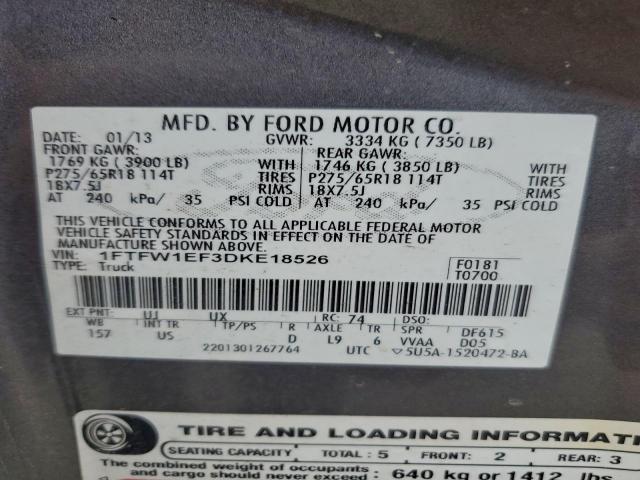 MFD. BY FORD MOTOR CO.
DATE: 01/13 GVWR: 3334 KG ( 7350 LB)
FRONT GAWR: REAR GAWR:
1769 KG ( 3900 LB) 1746 KG ( 3850 LB)
P275/65R18 114T TIRES P275/65R18 114T
18X7.5J RIMS 18X7.5J
AT 240 kPa/ 35 PSI COLD AT 240 kPa/ 35 PSI COLD
THIS VEHICLE CONFORMS TO ALL APPLICABLE FEDERAL MOTOR
VEHICLE SAFETY STANDARDS IN EFFECT ON THE DATE OF
MANUFACTURE SHOWN ABOVE.
VIN: 1FTFW1EF3DKE18526 F0181
TYPE: Truck T0700
EXT PNT: UJ UX RC: 74 DSO:
WB INT TR TP/PS R AXLE TR SPR DF615
157 US D L9 6 VVAA D05
2201301267764 UTC ▽5U5A-1520472-BA
TIRE AND LOADING INFORMAT
SEATING CAPACITY TOTAL : 5 FRONT: 2 REAR: 3
The combined weight of occupants
and cargo should never exceed: 640 kg or 1412 lbs